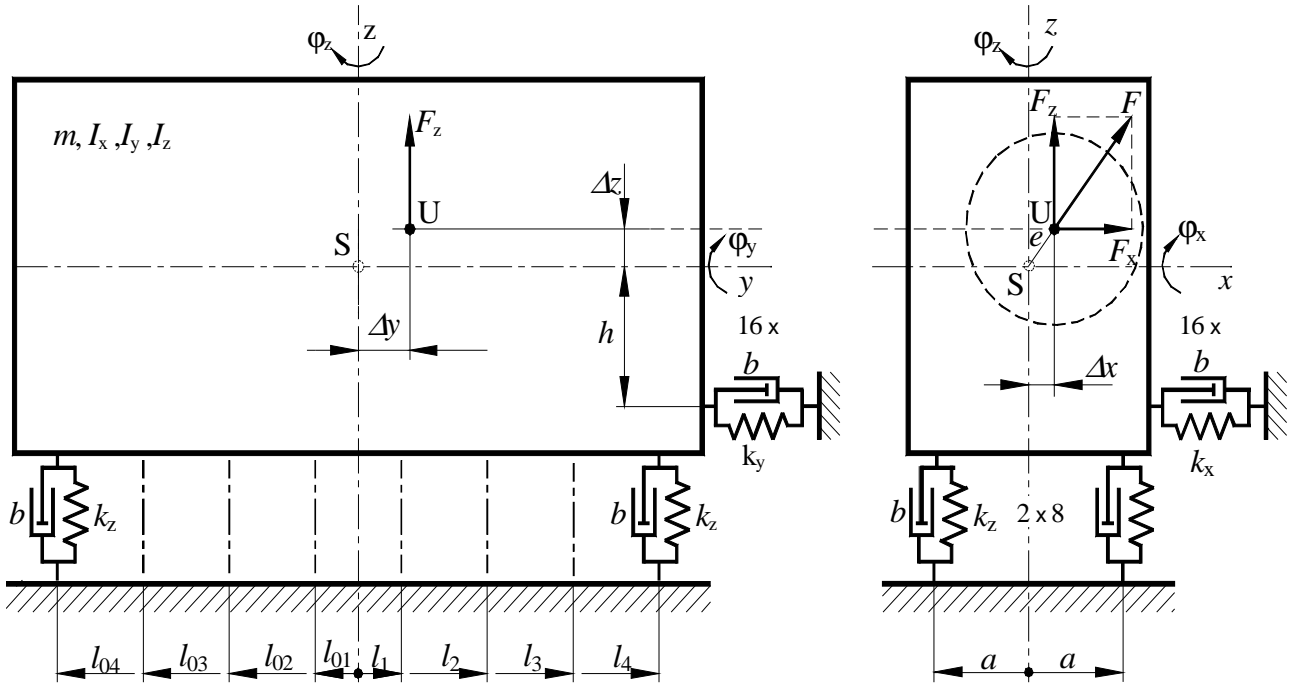 φz z
m, Ix ,Iy ,Iz
Fz
U
S
Δz
φy
y
Δy
h
16 x
b
ky
b
kz
b
kz
l04
l03
l02
l01
l1
l2
l3
l4
φz z
Fz
F
U
e
S
Fx
φx
x
16 x
Δx
b
kx
b
kz
2 x 8
a
a